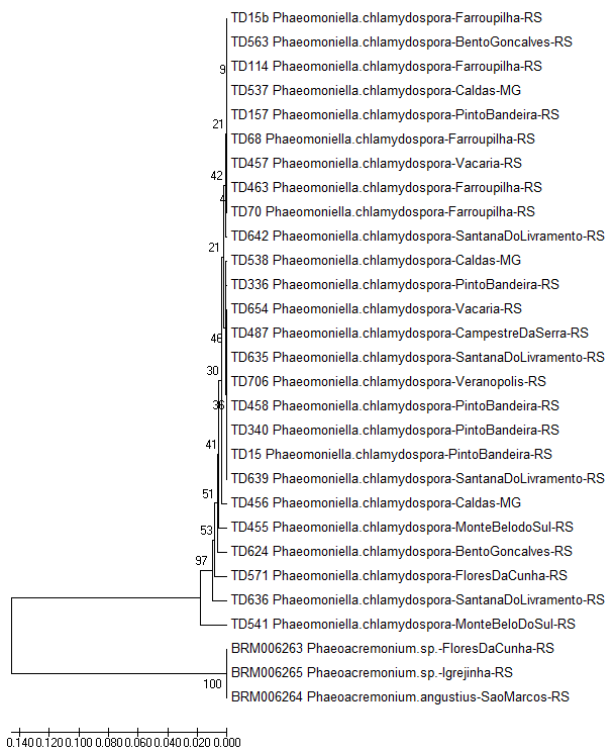 TD15b Phaeomoniella.chlamydospora-Farroupilha-RS
TD563 Phaeomoniella.chlamydospora-BentoGoncalves-RS
9
TD114 Phaeomoniella.chlamydospora-Farroupilha-RS
TD537 Phaeomoniella.chlamydospora-Caldas-MG
TD157 Phaeomoniella.chlamydospora-PintoBandeira-RS
21
TD68 Phaeomoniella.chlamydospora-Farroupilha-RS
TD457 Phaeomoniella.chlamydospora-Vacaria-RS
42
TD463 Phaeomoniella.chlamydospora-Farroupilha-RS
4
TD70 Phaeomoniella.chlamydospora-Farroupilha-RS
TD642 Phaeomoniella.chlamydospora-SantanaDoLivramento-RS
21
TD538 Phaeomoniella.chlamydospora-Caldas-MG
TD336 Phaeomoniella.chlamydospora-PintoBandeira-RS
TD654 Phaeomoniella.chlamydospora-Vacaria-RS
TD487 Phaeomoniella.chlamydospora-CampestreDaSerra-RS
46
TD635 Phaeomoniella.chlamydospora-SantanaDoLivramento-RS
30
TD706 Phaeomoniella.chlamydospora-Veranopolis-RS
36
TD458 Phaeomoniella.chlamydospora-PintoBandeira-RS
TD340 Phaeomoniella.chlamydospora-PintoBandeira-RS
41
TD15 Phaeomoniella.chlamydospora-PintoBandeira-RS
TD639 Phaeomoniella.chlamydospora-SantanaDoLivramento-RS
51
TD456 Phaeomoniella.chlamydospora-Caldas-MG
TD455 Phaeomoniella.chlamydospora-MonteBelodoSul-RS
53
TD624 Phaeomoniella.chlamydospora-BentoGoncalves-RS
97
TD571 Phaeomoniella.chlamydospora-FloresDaCunha-RS
TD636 Phaeomoniella.chlamydospora-SantanaDoLivramento-RS
TD541 Phaeomoniella.chlamydospora-MonteBeloDoSul-RS
BRM006263 Phaeoacremonium.sp.-FloresDaCunha-RS
BRM006265 Phaeoacremonium.sp.-Igrejinha-RS
100
BRM006264 Phaeoacremonium.angustius-SaoMarcos-RS
0.140 0.120 0.100 0.080 0.060 0.040 0.020 0.000